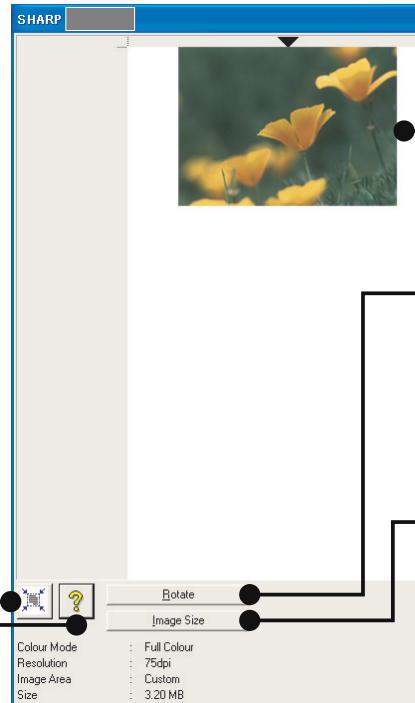 SHARP
?
Rotate
Image Size
Colour Mode : Full Colour
Resolution : 75dpi
Image Area : Custom
Size : 3.20 MB